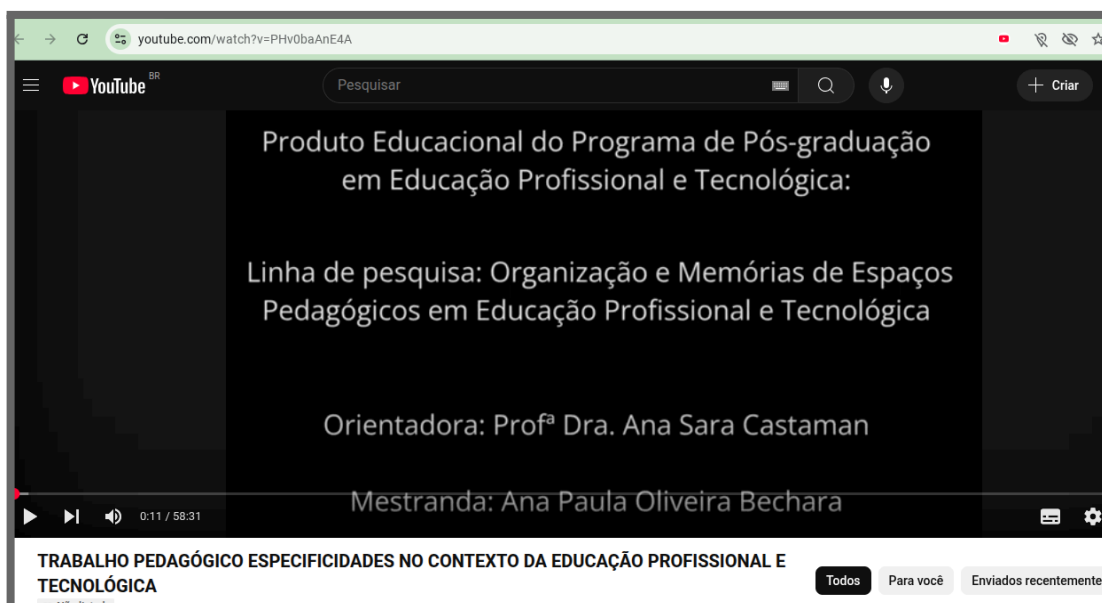 youtube.com/watch?v=PHv0baAnE4A
YouTube BR
Pesquisar
Criar
Produto Educacional do Programa de Pós-graduação
em Educação Profissional e Tecnológica:
Linha de pesquisa: Organização e Memórias de Espaços
Pedagógicos em Educação Profissional e Tecnológica
Orientadora: Profª Dra. Ana Sara Castaman
Mestranda: Ana Paula Oliveira Bechara
0:11 / 58:31
TRABALHO PEDAGÓGICO ESPECIFICIDADES NO CONTEXTO DA EDUCAÇÃO PROFISSIONAL E
TECNOLÓGICA
Todos Para você Enviados recentemente